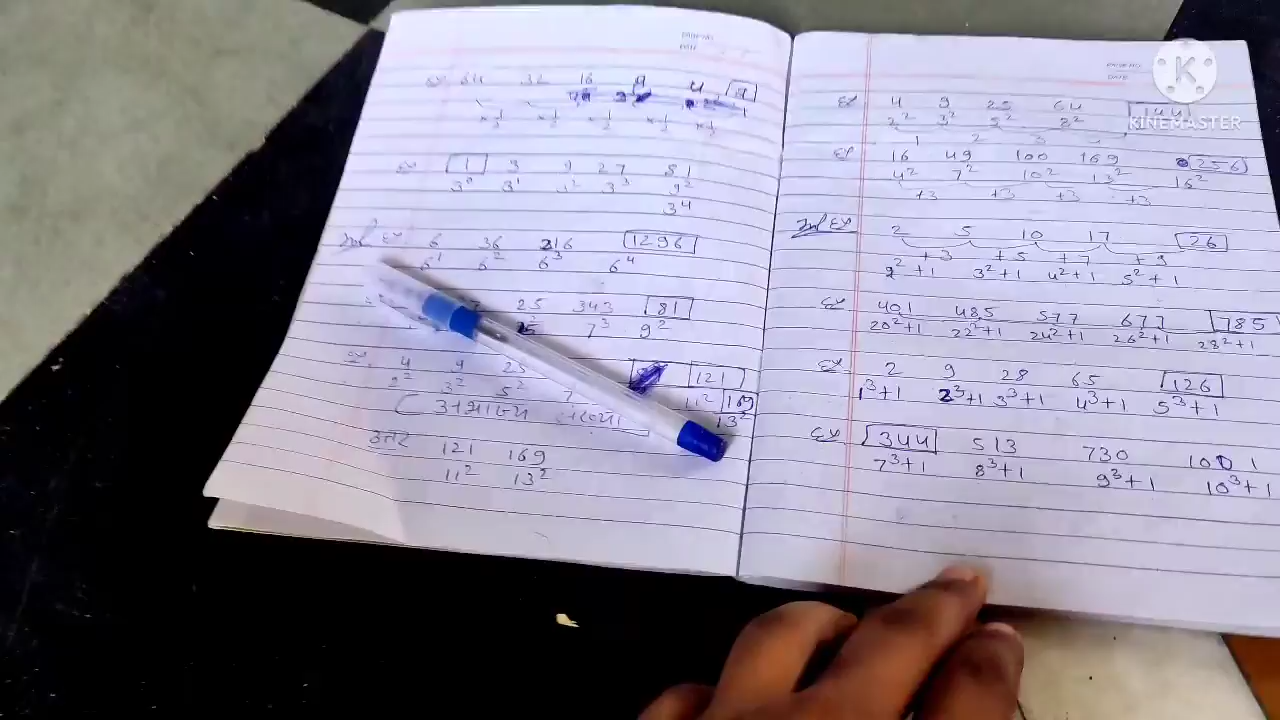 64 32 16 8 4
×1/2 ×1/2 ×1/2 ×1/2 ×1/2
Ex 1 3 9 27 81
3⁰ 3¹ 3² 3³ 9²
3⁴
Imp Ex 6 36 216 1296
6¹ 6² 6³ 6⁴
25 343 81
7³ 9²
4 9 25 121
2² 3² 5² 7 11² 169
13²
उत्तर 121 169
11² 13²
Ex 4 9 25 64
2² 3² 5² 8²
1 2 3
Ex 16 49 100 169 256
4² 7² 10² 13² 16²
+3 +3 +3 +3
Imp Ex 2 5 10 17 26
+3 +5 +7 +9
2²+1 3²+1 4²+1 5²+1
Ex 401 485 577 677 785
20²+1 22²+1 24²+1 26²+1 28²+1
Ex 2 9 28 65 126
1³+1 2³+1 3³+1 4³+1 5³+1
Ex 344 513 730 1001
7³+1 8³+1 9³+1 10³+1
K
KINEMASTER